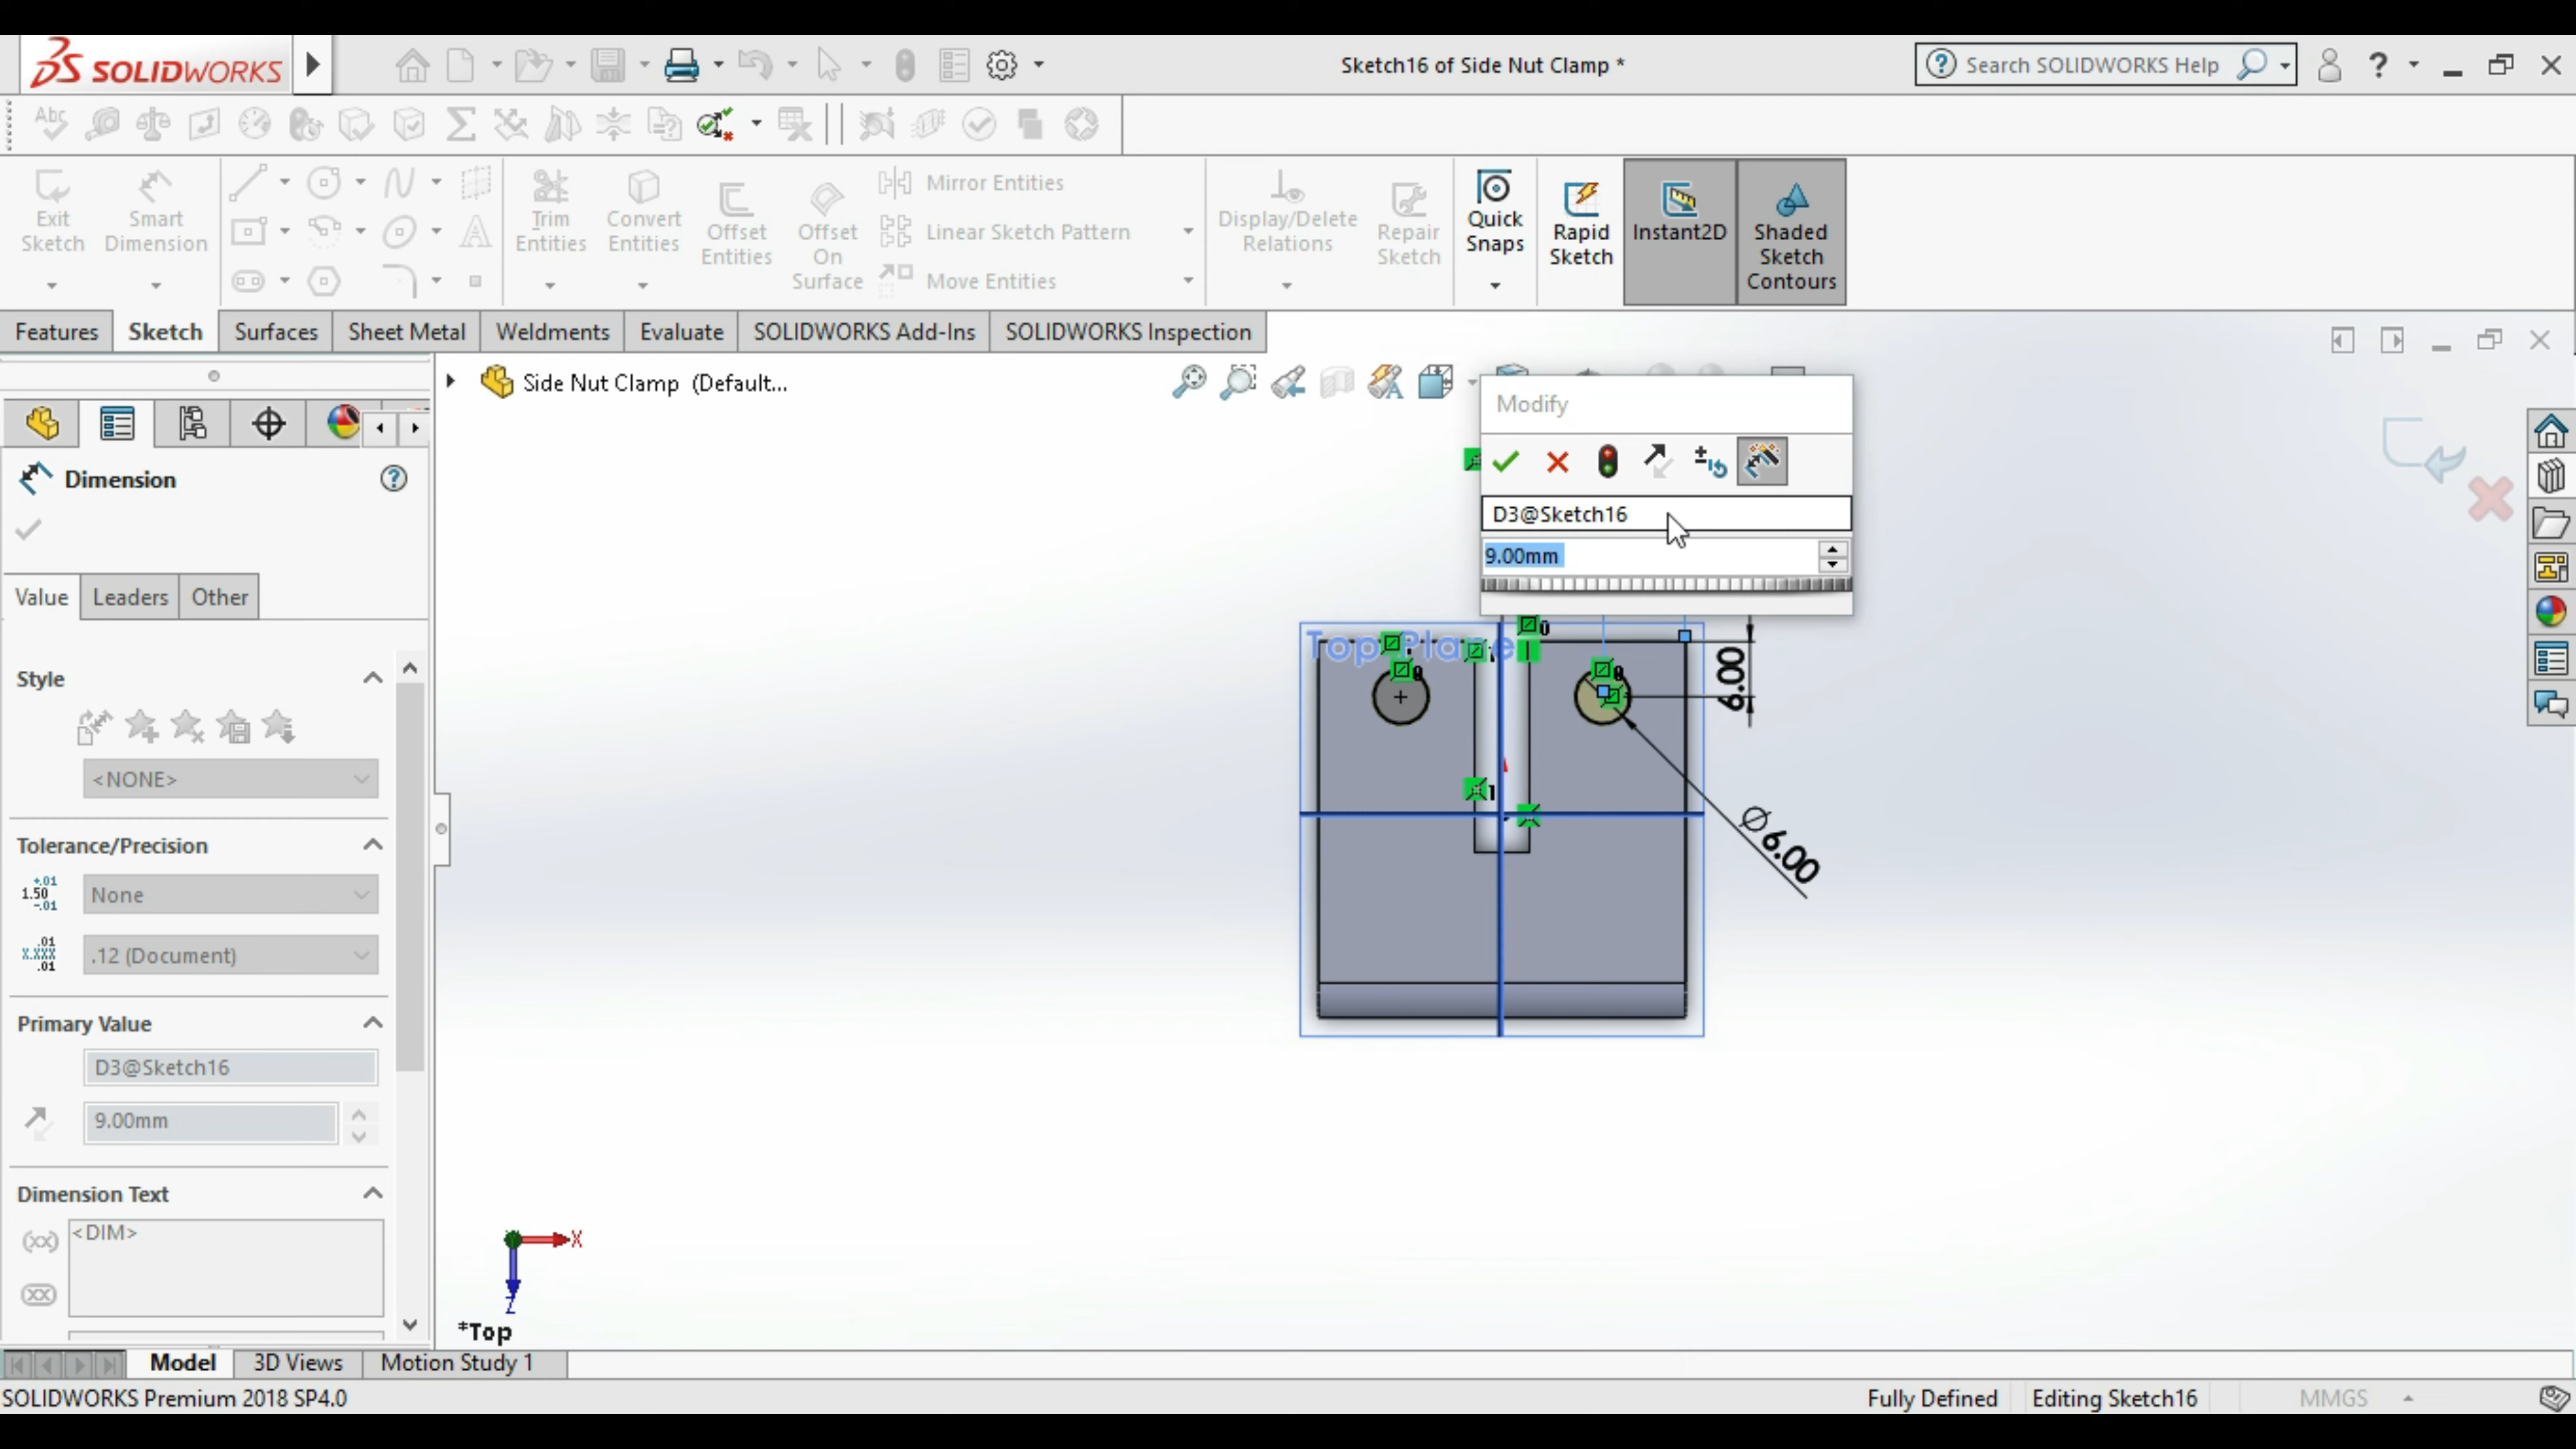 SOLIDWORKS
Sketch16 of Side Nut Clamp *
Search SOLIDWORKS Help
Exit Sketch
Smart Dimension
Trim Entities
Convert Entities
Offset Entities
Offset On Surface
Mirror Entities
Linear Sketch Pattern
Move Entities
Display/Delete Relations
Repair Sketch
Quick Snaps
Rapid Sketch
Instant2D
Shaded Sketch Contours
Features
Sketch
Surfaces
Sheet Metal
Weldments
Evaluate
SOLIDWORKS Add-Ins
SOLIDWORKS Inspection
Side Nut Clamp (Default...
Dimension
Value
Leaders
Other
Style
<NONE>
Tolerance/Precision
None
.12 (Document)
Primary Value
D3@Sketch16
9.00mm
Dimension Text
<DIM>
Modify
D3@Sketch16
9.00mm
Top Plane
6.00
∅6.00
X
Z
*Top
Model
3D Views
Motion Study 1
SOLIDWORKS Premium 2018 SP4.0
Fully Defined
Editing Sketch16
MMGS